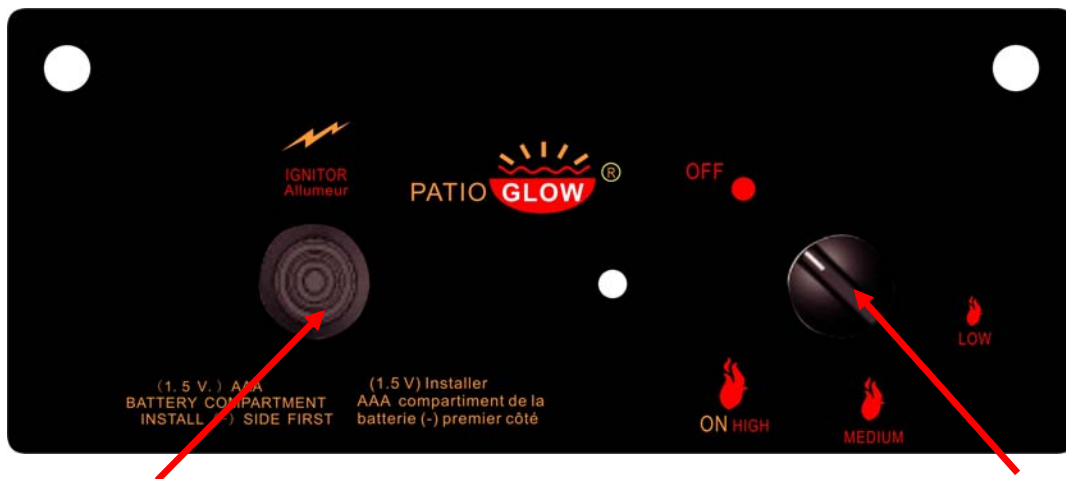 IGNITOR
Allumeur
PATIO GLOW ®
OFF
LOW
ON HIGH
MEDIUM
(1.5 V.) AAA
BATTERY COMPARTMENT
INSTALL (-) SIDE FIRST
(1.5 V) Installer
AAA compartiment de la
batterie (-) premier côté